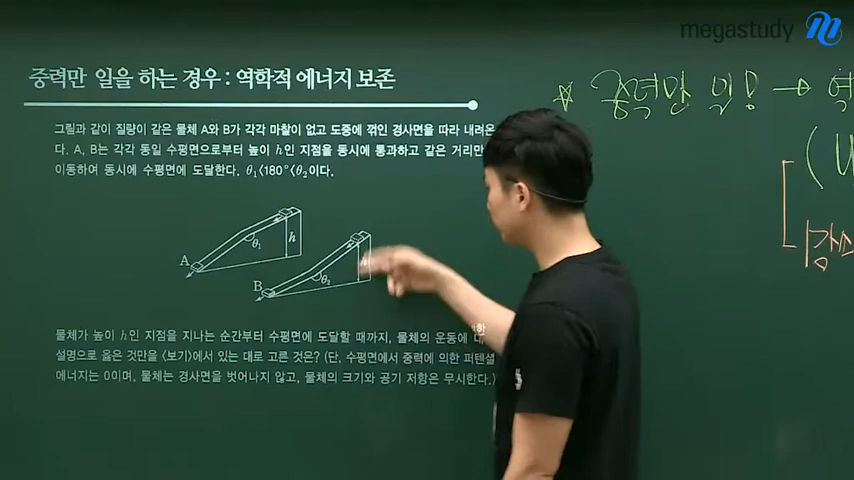 megastudy
중력만 일을 하는 경우 : 역학적 에너지 보존
☆ 중력만 일! → 역
그림과 같이 질량이 같은 물체 A와 B가 각각 마찰이 없고 도중에 꺾인 경사면을 따라 내려온
다. A, B는 각각 동일 수평면으로부터 높이 h인 지점을 동시에 통과하고 같은 거리만
이동하여 동시에 수평면에 도달한다. θ₁<180°<θ₂이다.
A θ₁ h
B θ₂
물체가 높이 h인 지점을 지나는 순간부터 수평면에 도달할 때까지, 물체의 운동에 대한
설명으로 옳은 것만을 <보기>에서 있는 대로 고른 것은? (단, 수평면에서 중력에 의한 퍼텐셜
에너지는 0이며, 물체는 경사면을 벗어나지 않고, 물체의 크기와 공기 저항은 무시한다.)